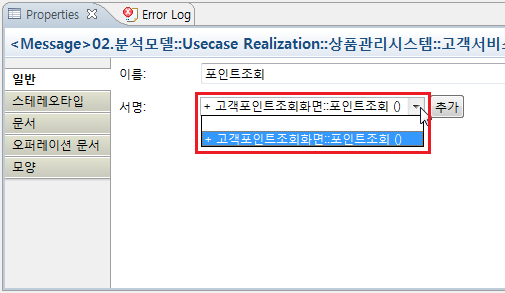 Properties
Error Log
<Message>02.분석모델::Usecase Realization::상품관리시스템::고객서비스
일반
이름:
포인트조회
스테레오타입
서명:
+ 고객포인트조회화면::포인트조회 ()
추가
문서
+ 고객포인트조회화면::포인트조회 ()
오퍼레이션 문서
모양